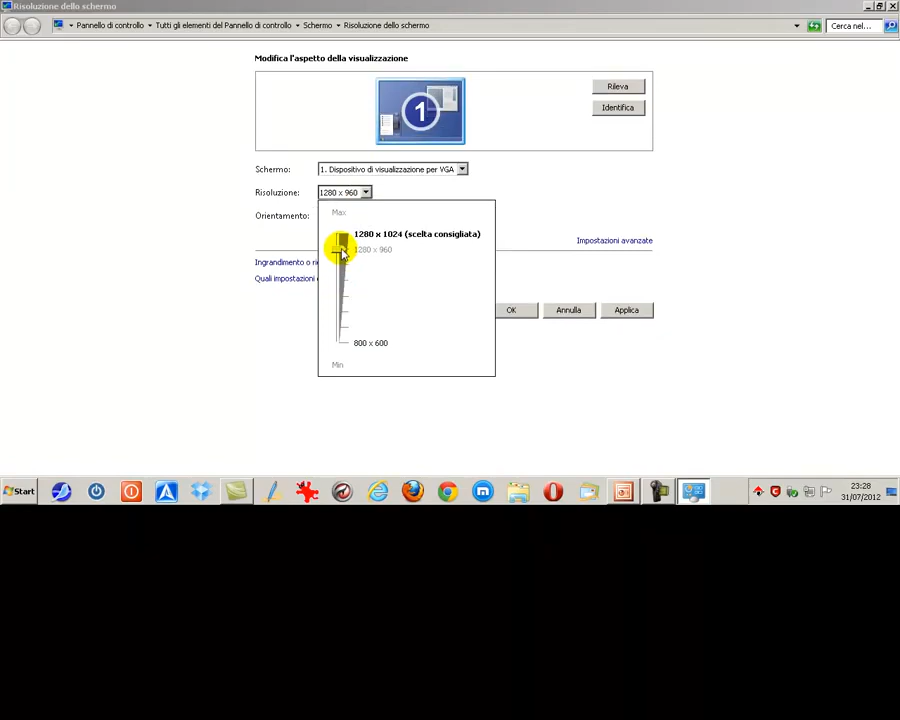 Risoluzione dello schermo
Pannello di controllo Tutti gli elementi del Pannello di controllo Schermo Risoluzione dello schermo Cerca nel...
Modifica l'aspetto della visualizzazione
1
Rileva
Identifica
Schermo: 1. Dispositivo di visualizzazione per VGA
Risoluzione: 1280 x 960
Orientamento:
Max
1280 x 1024 (scelta consigliata)
1280 x 960
800 x 600
Min
Impostazioni avanzate
Ingrandimento o
Quali impostazioni
OK Annulla Applica
Start
23:28
31/07/2012